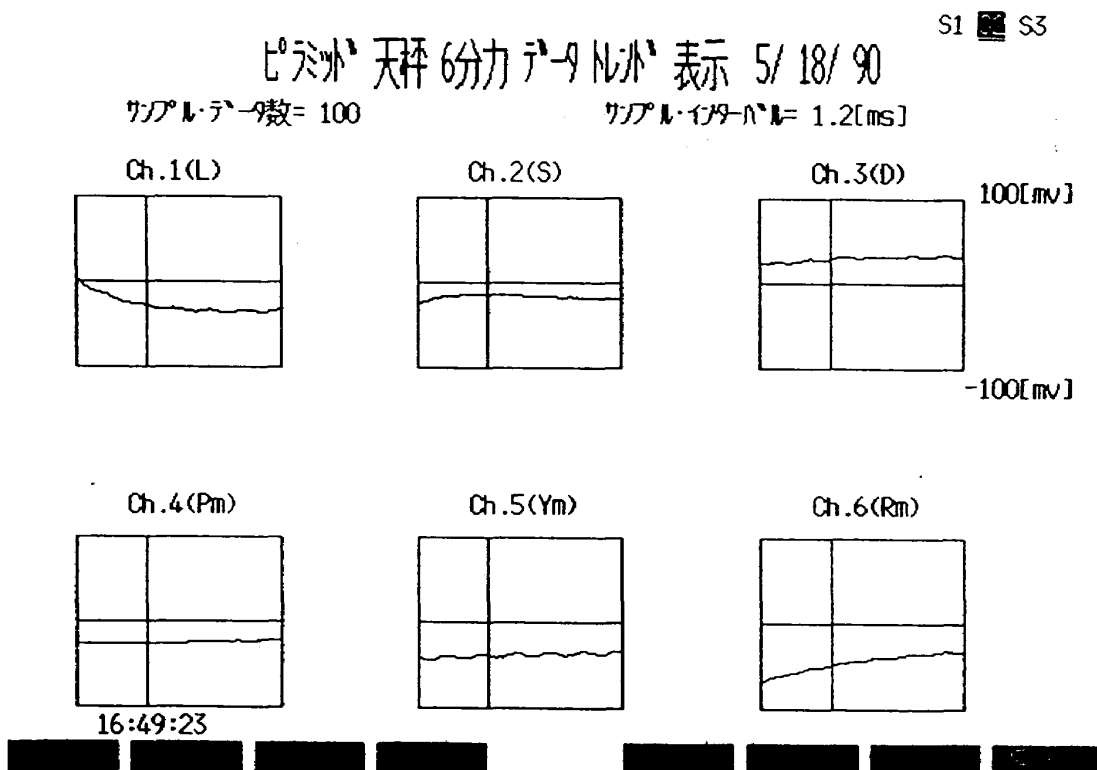 S1 S3
ピラミッド 天秤 6分力 データ トレンド 表示 5/ 18/ 90
サンプル・データ数= 100 サンプル・インターバル= 1.2[ms]
Ch.1(L) Ch.2(S) Ch.3(D)
100[mv]
-100[mv]
Ch.4(Pm) Ch.5(Ym) Ch.6(Rm)
16:49:23